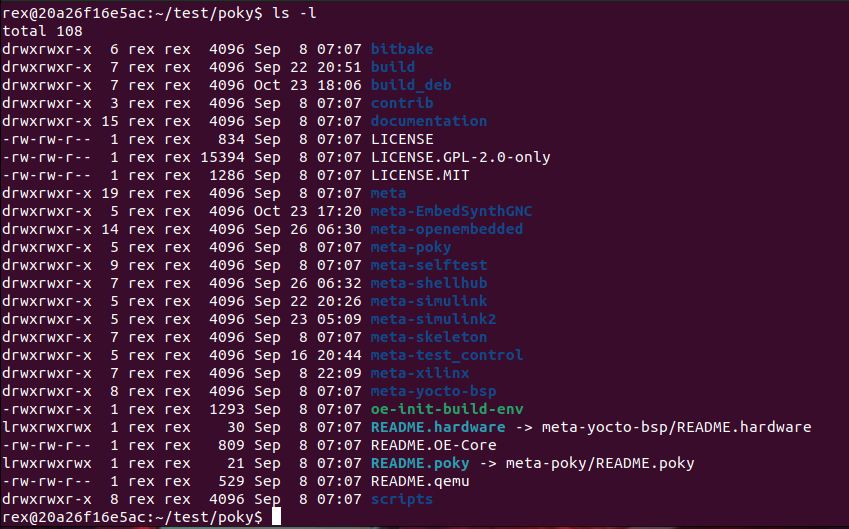 rex@20a26f16e5ac:~/test/poky$ ls -l
total 108
drwxrwxr-x  6 rex rex  4096 Sep  8 07:07 bitbake
drwxrwxr-x  7 rex rex  4096 Sep 22 20:51 build
drwxrwxr-x  7 rex rex  4096 Oct 23 18:06 build_deb
drwxrwxr-x  3 rex rex  4096 Sep  8 07:07 contrib
drwxrwxr-x 15 rex rex  4096 Sep  8 07:07 documentation
-rw-rw-r--  1 rex rex   834 Sep  8 07:07 LICENSE
-rw-rw-r--  1 rex rex 15394 Sep  8 07:07 LICENSE.GPL-2.0-only
-rw-rw-r--  1 rex rex  1286 Sep  8 07:07 LICENSE.MIT
drwxrwxr-x 19 rex rex  4096 Sep  8 07:07 meta
drwxrwxr-x  5 rex rex  4096 Oct 23 17:20 meta-EmbedSynthGNC
drwxrwxr-x 14 rex rex  4096 Sep 26 06:30 meta-openembedded
drwxrwxr-x  5 rex rex  4096 Sep  8 07:07 meta-poky
drwxrwxr-x  9 rex rex  4096 Sep  8 07:07 meta-selftest
drwxrwxr-x  7 rex rex  4096 Sep 26 06:32 meta-shellhub
drwxrwxr-x  5 rex rex  4096 Sep 22 20:26 meta-simulink
drwxrwxr-x  5 rex rex  4096 Sep 23 05:09 meta-simulink2
drwxrwxr-x  7 rex rex  4096 Sep  8 07:07 meta-skeleton
drwxrwxr-x  5 rex rex  4096 Sep 16 20:44 meta-test_control
drwxrwxr-x  7 rex rex  4096 Sep  8 22:09 meta-xilinx
drwxrwxr-x  8 rex rex  4096 Sep  8 07:07 meta-yocto-bsp
-rwxrwxr-x  1 rex rex  1293 Sep  8 07:07 oe-init-build-env
lrwxrwxrwx  1 rex rex    30 Sep  8 07:07 README.hardware -> meta-yocto-bsp/README.hardware
-rw-rw-r--  1 rex rex   809 Sep  8 07:07 README.OE-Core
lrwxrwxrwx  1 rex rex    21 Sep  8 07:07 README.poky -> meta-poky/README.poky
-rw-rw-r--  1 rex rex   529 Sep  8 07:07 README.qemu
drwxrwxr-x  8 rex rex  4096 Sep  8 07:07 scripts
rex@20a26f16e5ac:~/test/poky$